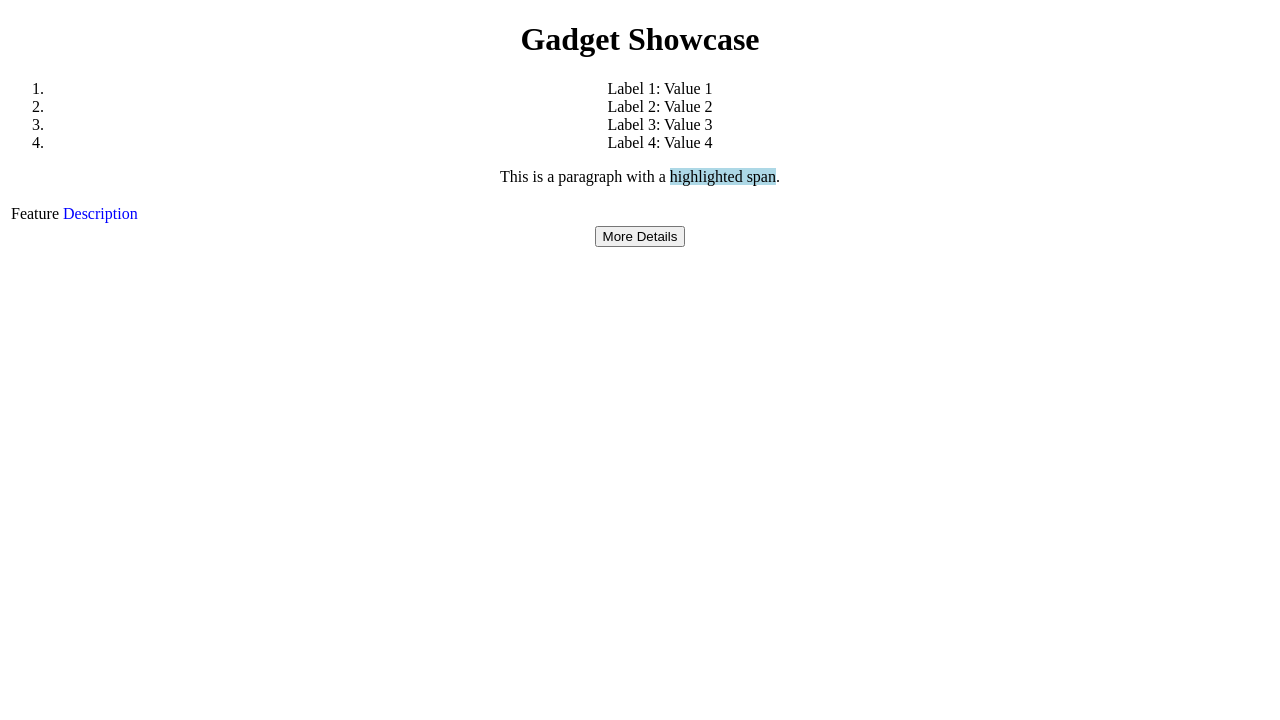 Gadget Showcase
1. Label 1: Value 1
2. Label 2: Value 2
3. Label 3: Value 3
4. Label 4: Value 4
This is a paragraph with a highlighted span.
Feature Description
More Details